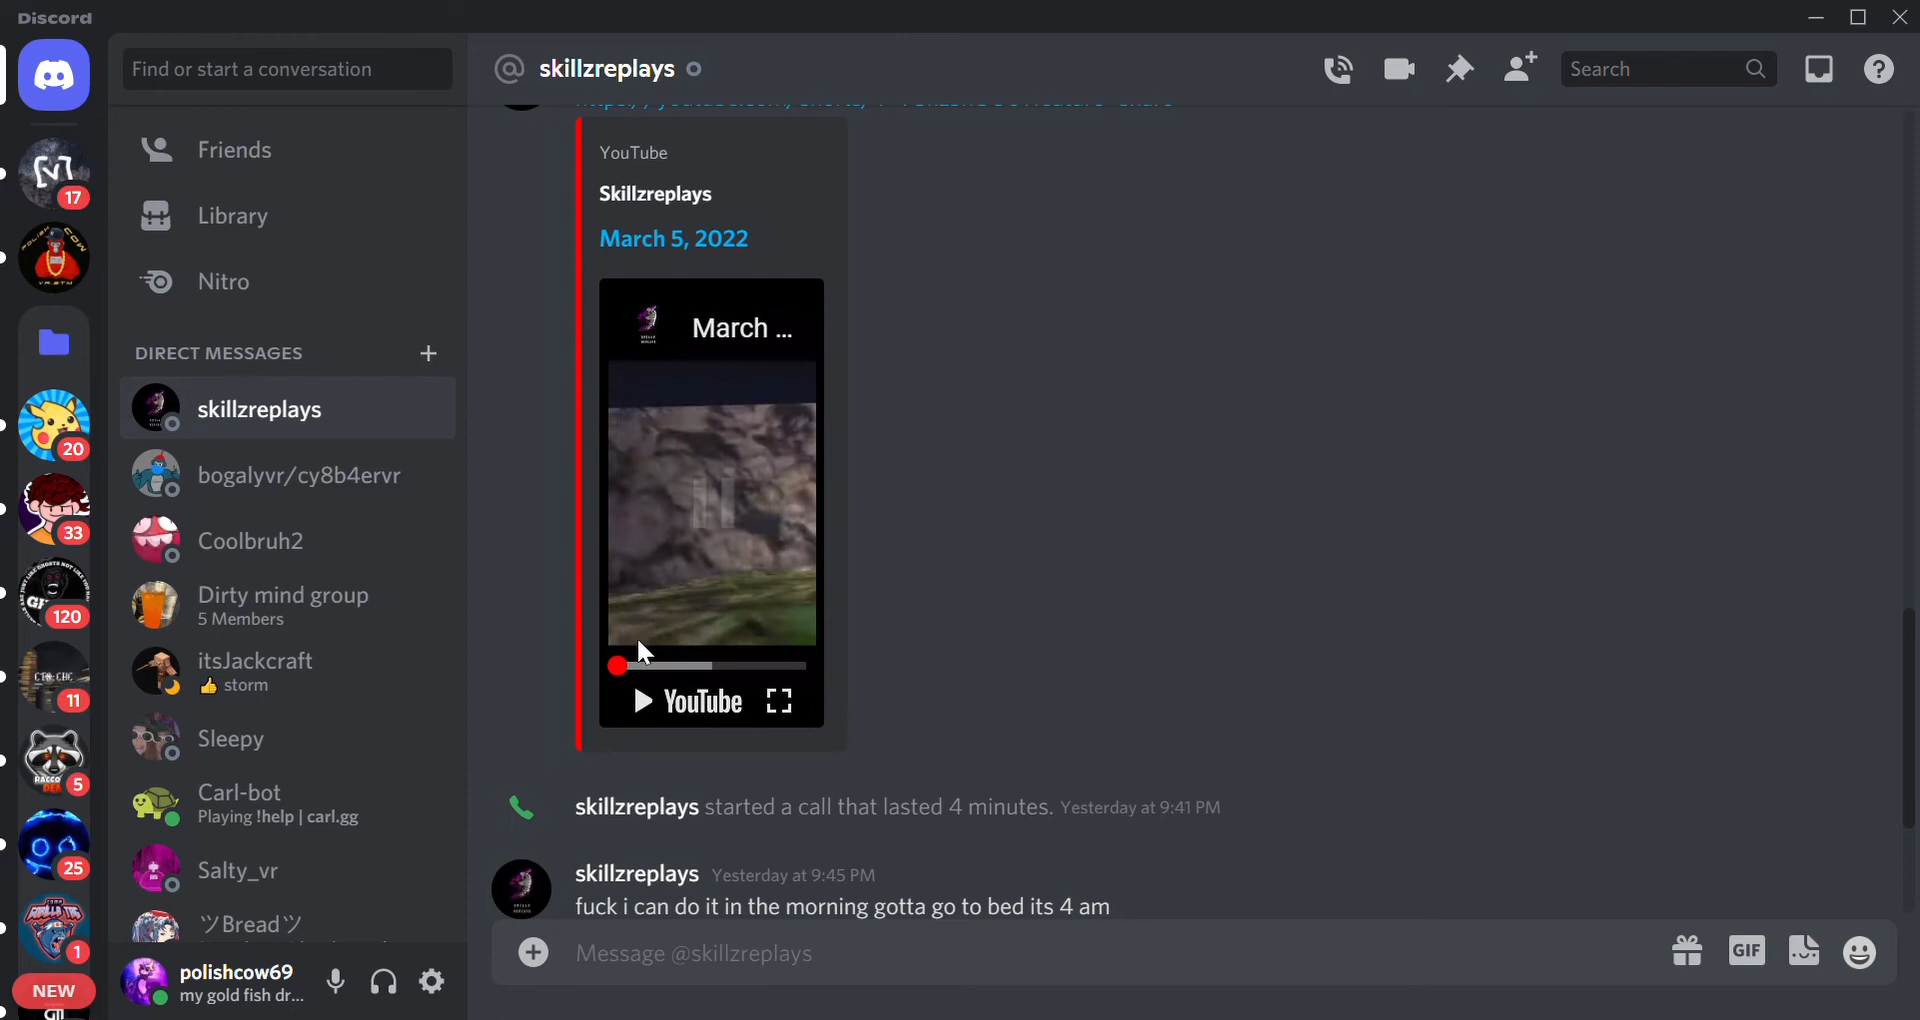 Discord
Find or start a conversation
Friends
Library
Nitro
DIRECT MESSAGES
skillzreplays
bogalyvr/cy8b4ervr
Coolbruh2
Dirty mind group
5 Members
itsJackcraft
👍 storm
Sleepy
Carl-bot
Playing !help | carl.gg
Salty_vr
ツBreadツ
polishcow69
my gold fish dr...
17
20
33
120
11
5
25
1
NEW
@ skillzreplays
Search
YouTube
Skillzreplays
March 5, 2022
March ...
YouTube
skillzreplays started a call that lasted 4 minutes. Yesterday at 9:41 PM
skillzreplays Yesterday at 9:45 PM
fuck i can do it in the morning gotta go to bed its 4 am
Message @skillzreplays
GIF